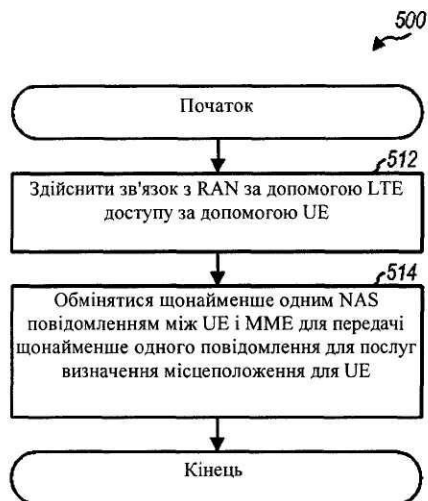 500
Початок
512
Здійснити зв'язок з RAN за допомогою LTE
доступу за допомогою UE
514
Обмінятися щонайменше одним NAS
повідомленням між UE і MME для передачі
щонайменше одного повідомлення для послуг
визначення місцеположення для UE
Кінець